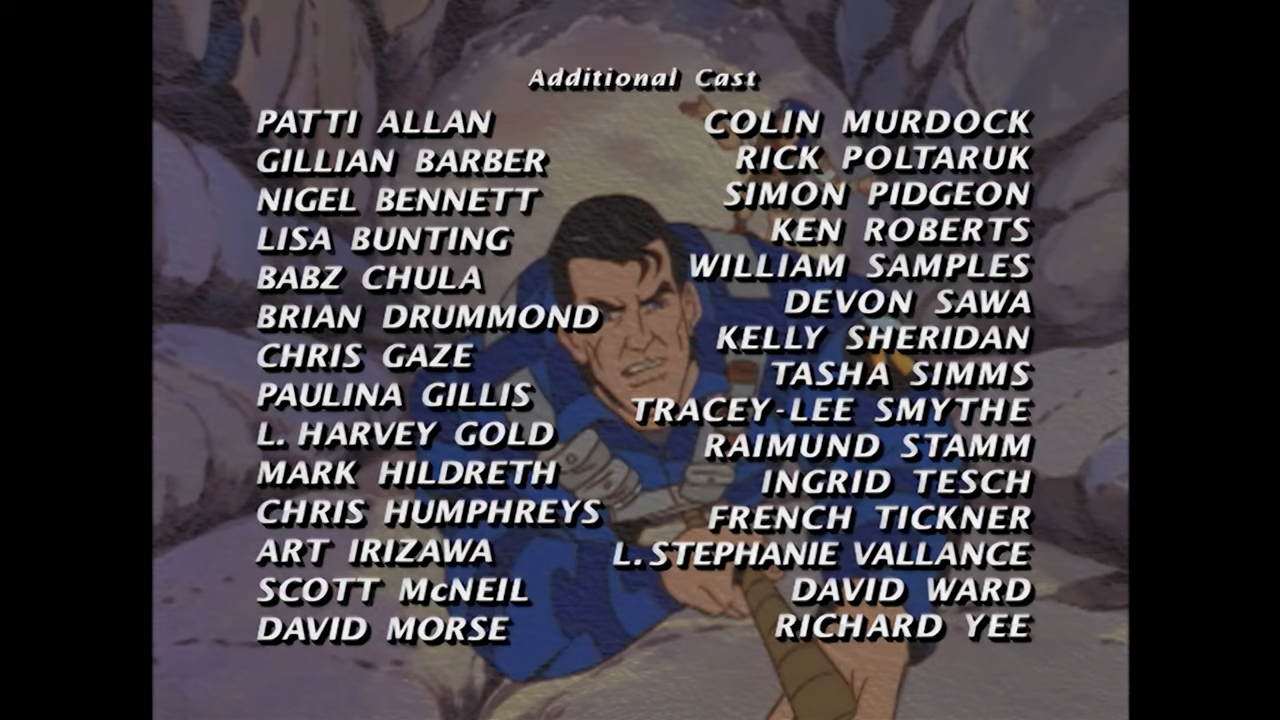 Additional Cast
PATTI ALLAN
GILLIAN BARBER
NIGEL BENNETT
LISA BUNTING
BABZ CHULA
BRIAN DRUMMOND
CHRIS GAZE
PAULINA GILLIS
L. HARVEY GOLD
MARK HILDRETH
CHRIS HUMPHREYS
ART IRIZAWA
SCOTT McNEIL
DAVID MORSE
COLIN MURDOCK
RICK POLTARUK
SIMON PIDGEON
KEN ROBERTS
WILLIAM SAMPLES
DEVON SAWA
KELLY SHERIDAN
TASHA SIMMS
TRACEY-LEE SMYTHE
RAIMUND STAMM
INGRID TESCH
FRENCH TICKNER
L. STEPHANIE VALLANCE
DAVID WARD
RICHARD YEE